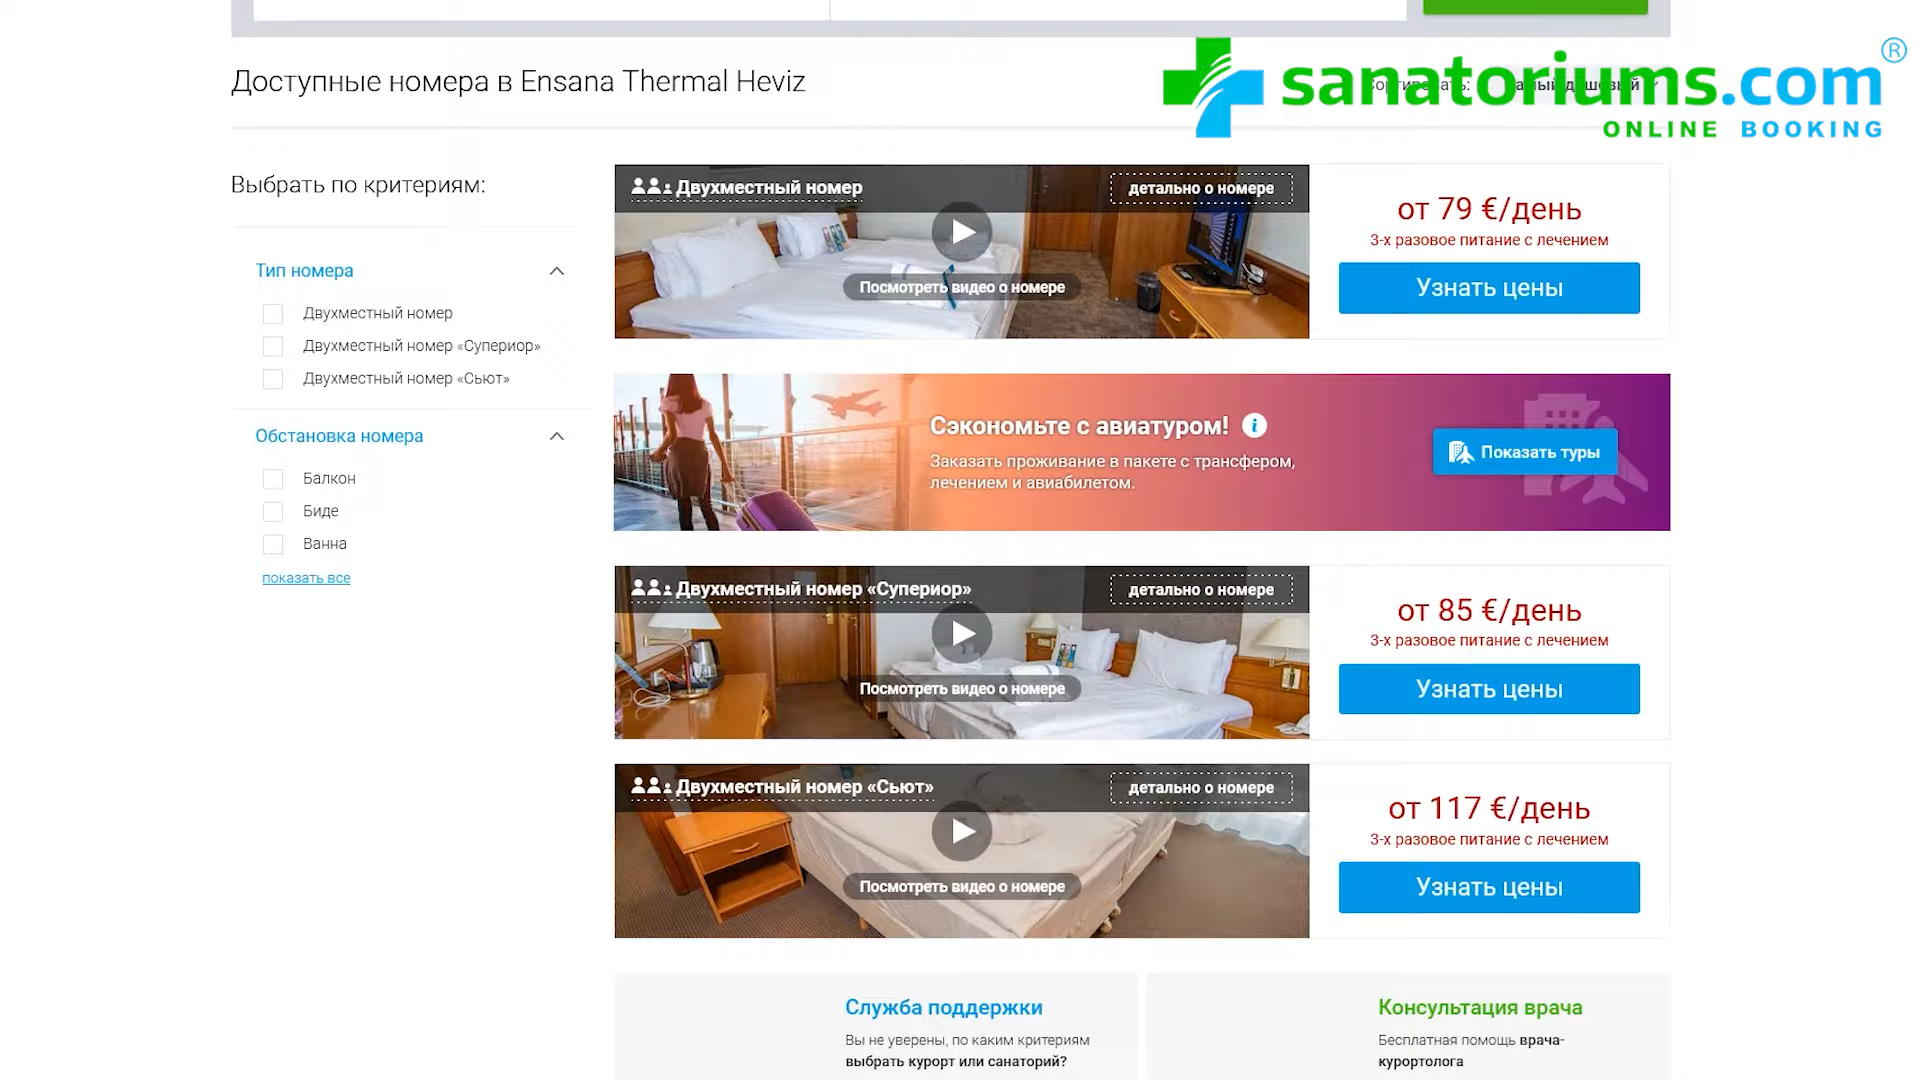 Доступные номера в Ensana Thermal Heviz
sanatoriums.com®
ONLINE BOOKING
Выбрать по критериям:
Тип номера
Двухместный номер
Двухместный номер «Супериор»
Двухместный номер «Сьют»
Обстановка номера
Балкон
Биде
Ванна
показать все
Двухместный номер
детально о номере
Посмотреть видео о номере
от 79 €/день
3-х разовое питание с лечением
Узнать цены
Сэкономьте с авиатуром!
Заказать проживание в пакете с трансфером,
лечением и авиабилетом.
Показать туры
Двухместный номер «Супериор»
детально о номере
Посмотреть видео о номере
от 85 €/день
3-х разовое питание с лечением
Узнать цены
Двухместный номер «Сьют»
детально о номере
Посмотреть видео о номере
от 117 €/день
3-х разовое питание с лечением
Узнать цены
Служба поддержки
Вы не уверены, по каким критериям
выбрать курорт или санаторий?
Консультация врача
Бесплатная помощь врача-
курортолога